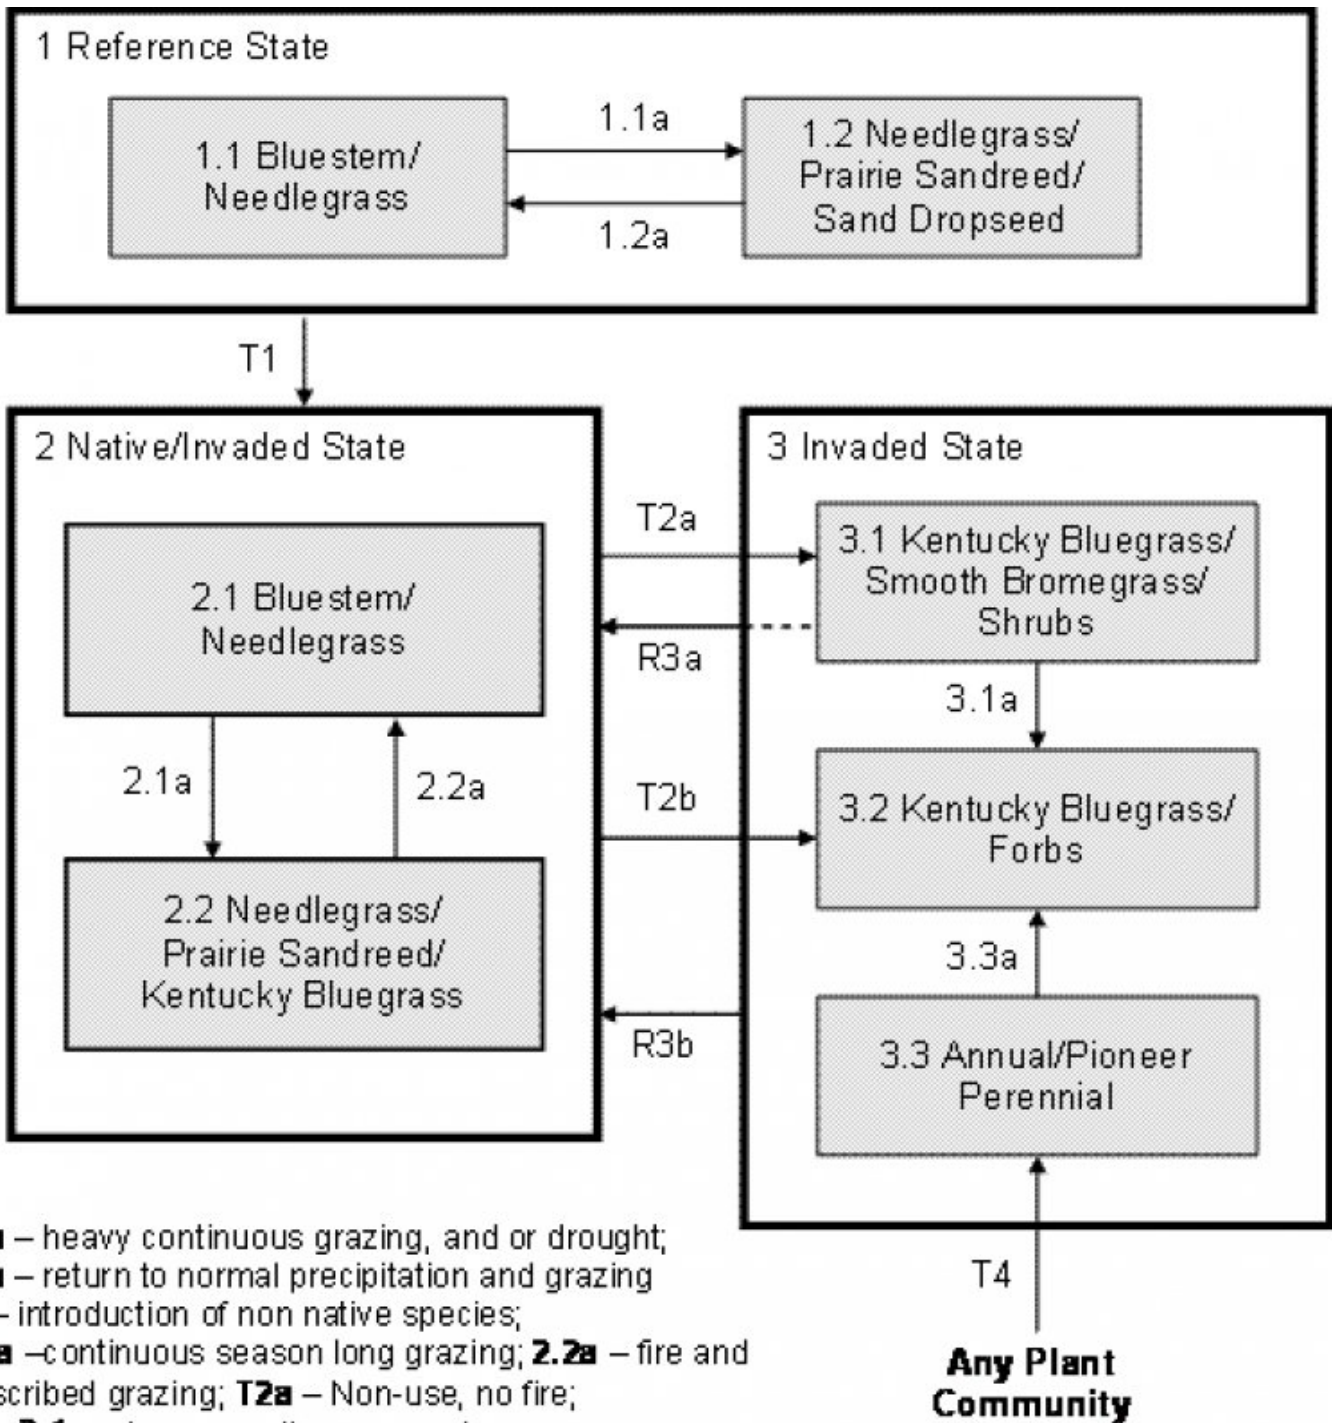 1 Reference State
1.1 Bluestem/
Needlegrass
1.1a
1.2a
1.2 Needlegrass/
Prairie Sandreed/
Sand Dropseed
T1
2 Native/Invaded State
2.1 Bluestem/
Needlegrass
2.1a
2.2a
2.2 Needlegrass/
Prairie Sandreed/
Kentucky Bluegrass
T2a
R3a
T2b
R3b
3 Invaded State
3.1 Kentucky Bluegrass/
Smooth Bromegrass/
Shrubs
3.1a
3.2 Kentucky Bluegrass/
Forbs
3.3a
3.3 Annual/Pioneer
Perennial
T4
Any Plant
Community
– heavy continuous grazing, and or drought;
– return to normal precipitation and grazing
– introduction of non native species;
a –continuous season long grazing; 2.2a – fire and
scribed grazing; T2a – Non-use, no fire;